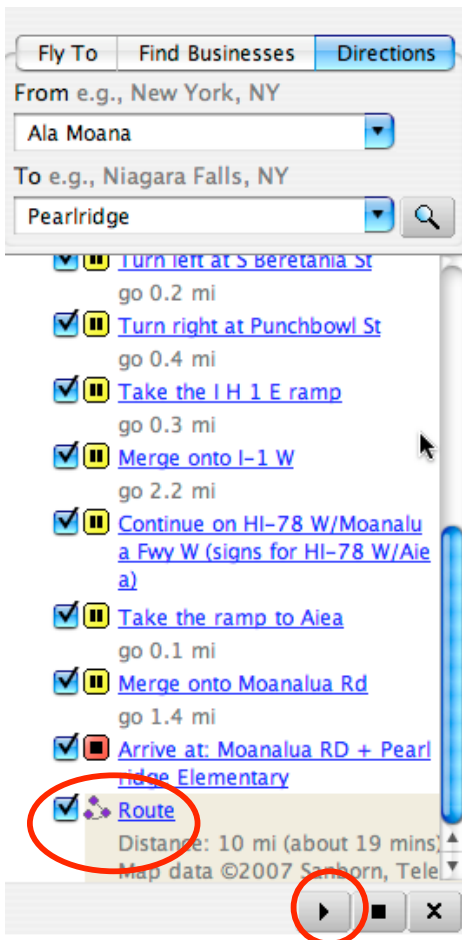 Fly To Find Businesses Directions
From e.g., New York, NY
Ala Moana
To e.g., Niagara Falls, NY
Pearlridge
Turn left at S Beretania St
go 0.2 mi
Turn right at Punchbowl St
go 0.4 mi
Take the I H 1 E ramp
go 0.3 mi
Merge onto I-1 W
go 2.2 mi
Continue on HI-78 W/Moanalu
a Fwy W (signs for HI-78 W/Aie
a)
Take the ramp to Aiea
go 0.1 mi
Merge onto Moanalua Rd
go 1.4 mi
Arrive at: Moanalua RD + Pearl
ridge Elementary
Route
Distance: 10 mi (about 19 mins)
Map data ©2007 Sanborn, Tele